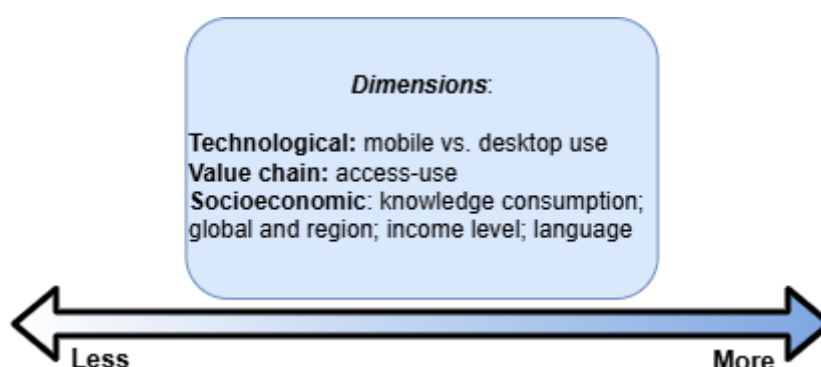 Dimensions:
Technological: mobile vs. desktop use
Value chain: access-use
Socioeconomic: knowledge consumption;
global and region; income level; language
Less
More